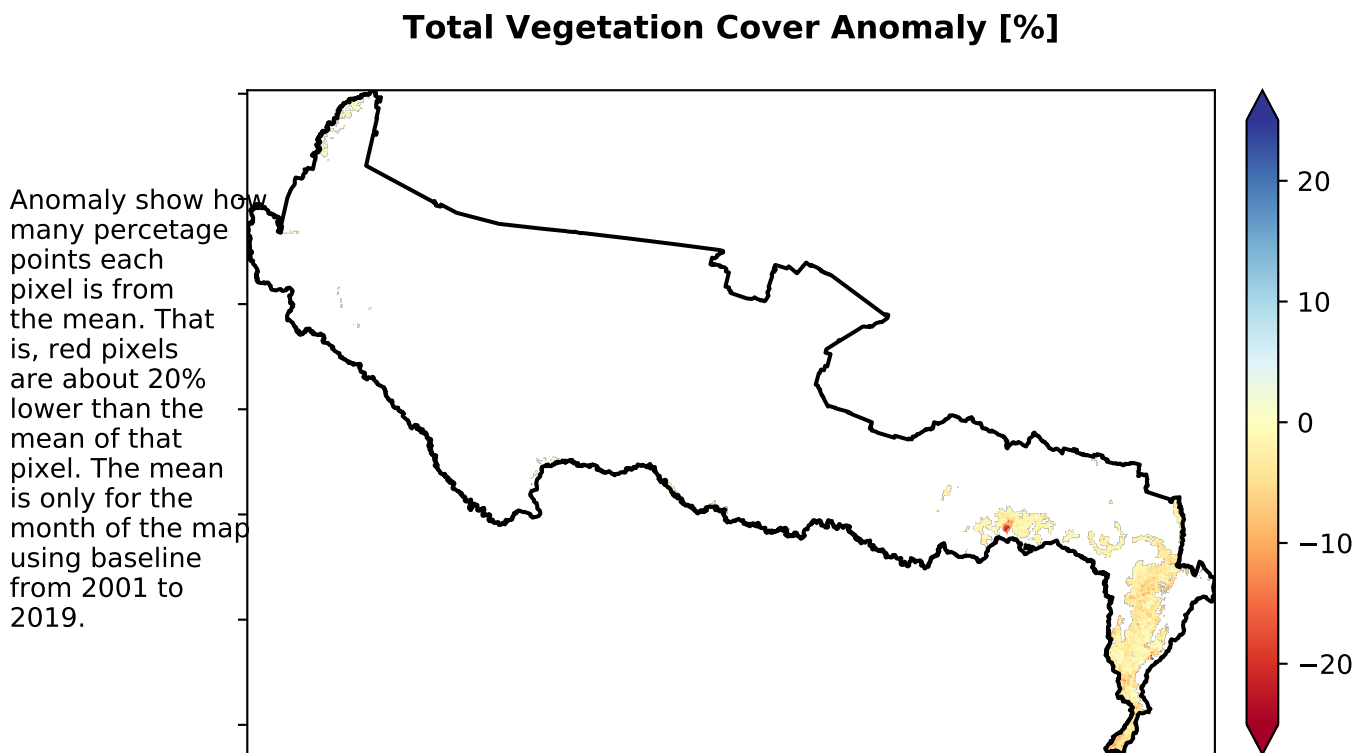 Total Vegetation Cover Anomaly [%]
Anomaly show how
many percetage
points each
pixel is from
the mean. That
is, red pixels
are about 20%
lower than the
mean of that
pixel. The mean
is only for the
month of the map
using baseline
from 2001 to
2019.
20
10
0
−10
−20